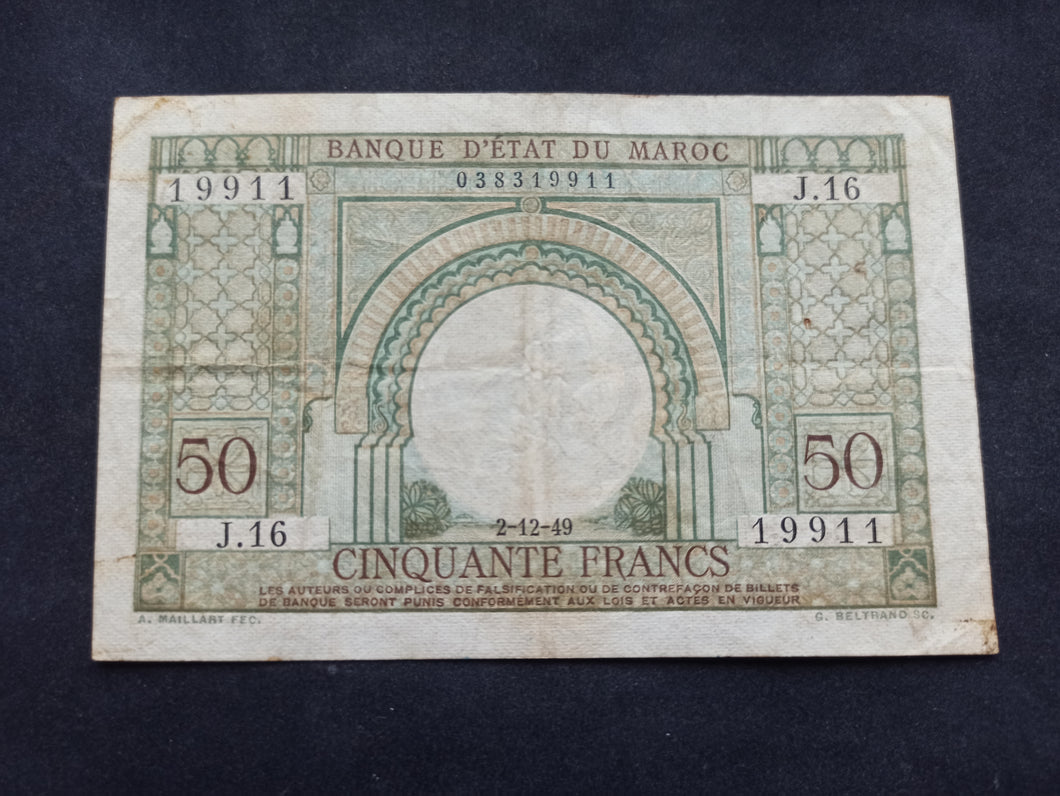 BANQUE D'ÉTAT DU MAROC
19911
038319911
J.16
50
50
J.16
2-12-49
19911
CINQUANTE FRANCS
LES AUTEURS OU COMPLICES DE FALSIFICATION OU DE CONTREFAÇON DE BILLETS
DE BANQUE SERONT PUNIS CONFORMÉMENT AUX LOIS ET ACTES EN VIGUEUR
A. MAILLART FEC.
G. BELTRAND SC.